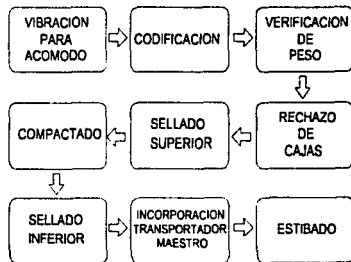 VIBRACION
PARA
ACOMODO
CODIFICACION
VERIFICACION
DE
PESO
RECHAZO
DE
CAJAS
SELLADO
SUPERIOR
COMPACTADO
SELLADO
INFERIOR
INCORPORACION
TRANSPORTADOR
MAESTRO
ESTIBADO